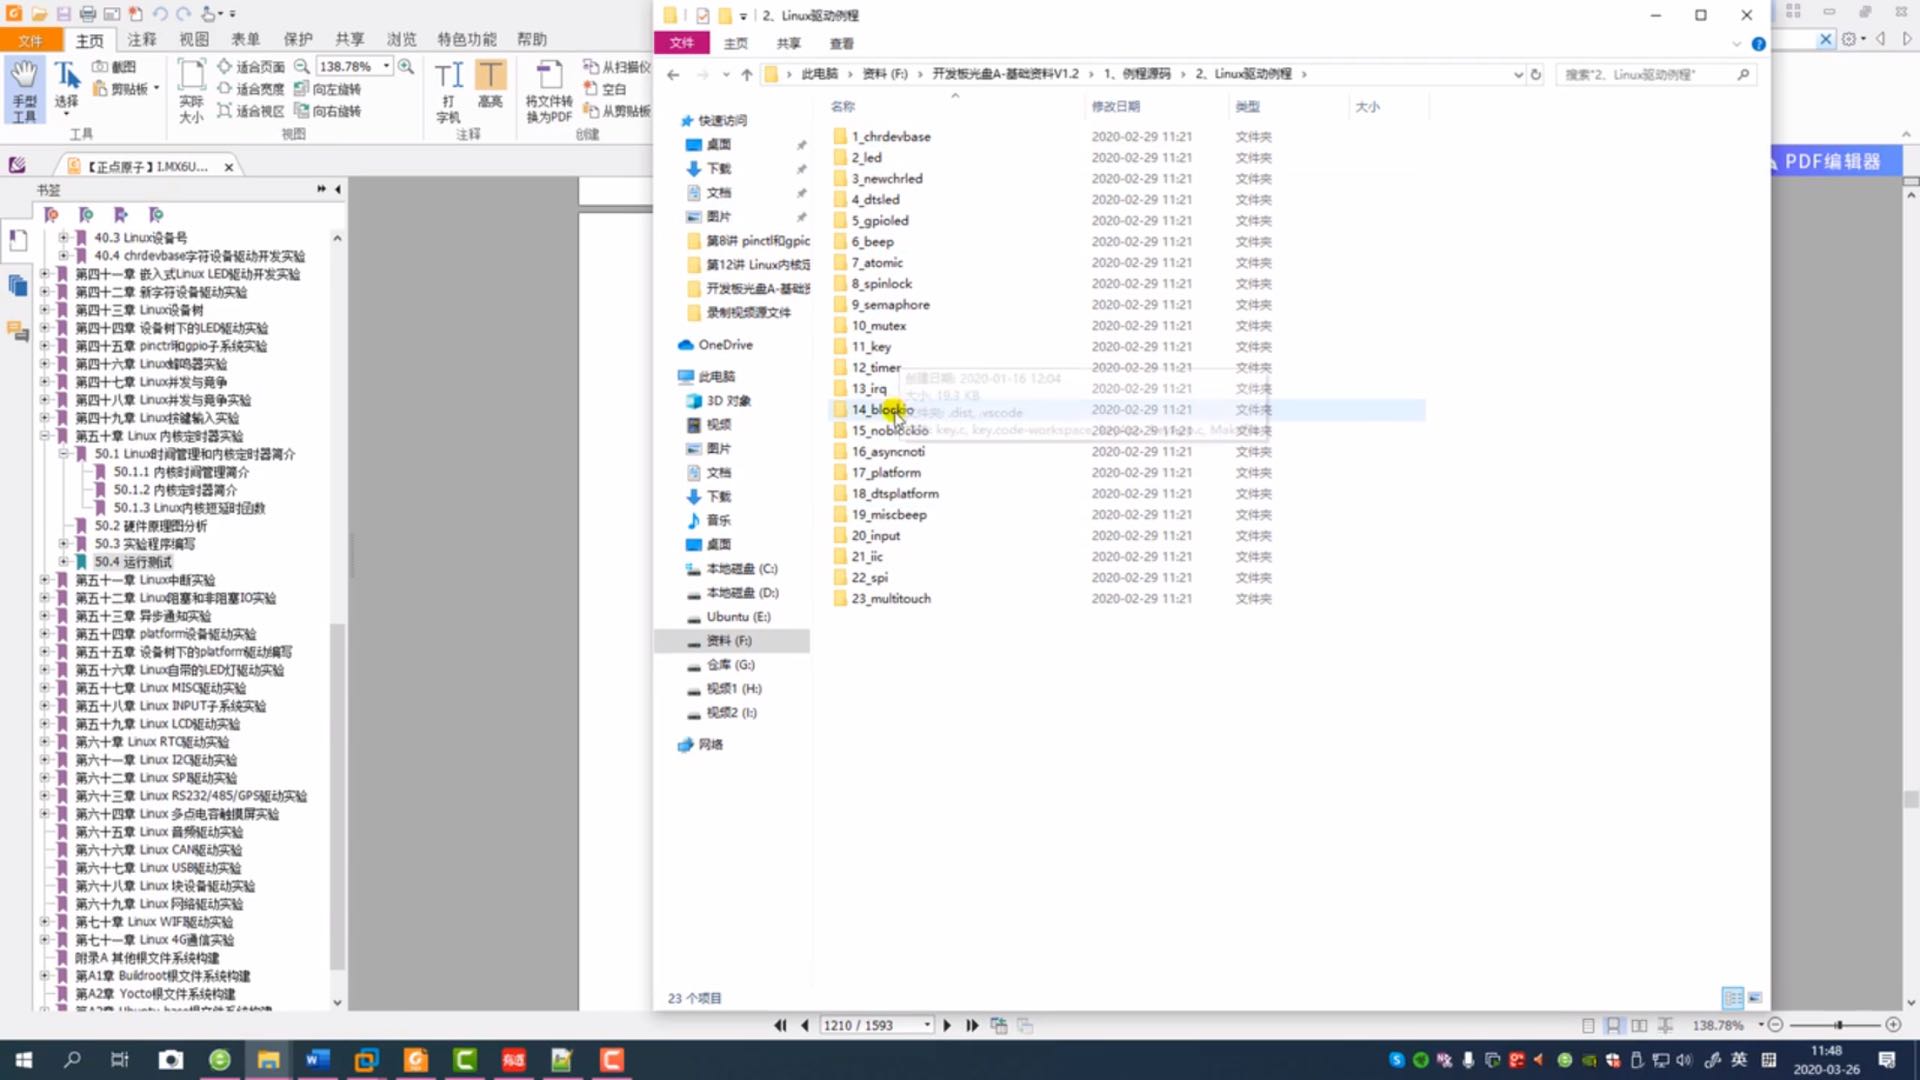 2、Linux驱动例程
文件 主页 注释 视图 表单 保护 共享 浏览 特色功能 帮助
文件 主页 共享 查看
手型工具
选择
截图
剪贴板
工具
实际大小
适合页面
适合宽度
适合视区
138.78%
向左旋转
向右旋转
视图
打字机
高亮
注释
将文件转换为PDF
从扫描仪
空白
从剪贴板
创建
此电脑 资料 (F:) 开发板光盘A-基础资料V1.2 1、例程源码 2、Linux驱动例程
搜索"2、Linux驱动例程"
PDF编辑器
【正点原子】I.MX6U...
书签
40.3 Linux设备号
40.4 chrdevbase字符设备驱动开发实验
第四十一章 嵌入式Linux LED驱动开发实验
第四十二章 新字符设备驱动实验
第四十三章 Linux设备树
第四十四章 设备树下的LED驱动实验
第四十五章 pinctrl和gpio子系统实验
第四十六章 Linux蜂鸣器实验
第四十七章 Linux并发与竞争
第四十八章 Linux并发与竞争实验
第四十九章 Linux按键输入实验
第五十章 Linux 内核定时器实验
50.1 Linux时间管理和内核定时器简介
50.1.1 内核时间管理简介
50.1.2 内核定时器简介
50.1.3 Linux内核短延时函数
50.2 硬件原理图分析
50.3 实验程序编写
50.4 运行测试
第五十一章 Linux中断实验
第五十二章 Linux阻塞和非阻塞IO实验
第五十三章 异步通知实验
第五十四章 platform设备驱动实验
第五十五章 设备树下的platform驱动编写
第五十六章 Linux自带的LED灯驱动实验
第五十七章 Linux MISC驱动实验
第五十八章 Linux INPUT子系统实验
第五十九章 Linux LCD驱动实验
第六十章 Linux RTC驱动实验
第六十一章 Linux I2C驱动实验
第六十二章 Linux SPI驱动实验
第六十三章 Linux RS232/485/GPS驱动实验
第六十四章 Linux 多点电容触摸屏实验
第六十五章 Linux 音频驱动实验
第六十六章 Linux CAN驱动实验
第六十七章 Linux USB驱动实验
第六十八章 Linux 块设备驱动实验
第六十九章 Linux 网络驱动实验
第七十章 Linux WIFI驱动实验
第七十一章 Linux 4G通信实验
附录A 其他根文件系统构建
第A1章 Buildroot根文件系统构建
第A2章 Yocto根文件系统构建
快速访问
桌面
下载
文档
图片
第8讲 pinctl和gpio
第12讲 Linux内核定
开发板光盘A-基础资
录制视频源文件
OneDrive
此电脑
3D 对象
视频
图片
文档
下载
音乐
桌面
本地磁盘 (C:)
本地磁盘 (D:)
Ubuntu (E:)
资料 (F:)
仓库 (G:)
视频1 (H:)
视频2 (I:)
网络
名称 修改日期 类型 大小
1_chrdevbase 2020-02-29 11:21 文件夹
2_led 2020-02-29 11:21 文件夹
3_newchrled 2020-02-29 11:21 文件夹
4_dtsled 2020-02-29 11:21 文件夹
5_gpioled 2020-02-29 11:21 文件夹
6_beep 2020-02-29 11:21 文件夹
7_atomic 2020-02-29 11:21 文件夹
8_spinlock 2020-02-29 11:21 文件夹
9_semaphore 2020-02-29 11:21 文件夹
10_mutex 2020-02-29 11:21 文件夹
11_key 2020-02-29 11:21 文件夹
12_timer 2020-02-29 11:21 文件夹
创建日期: 2020-01-16 12:04
13_irq 2020-02-29 11:21 文件夹
大小: 19.3 KB
14_blockio 2020-02-29 11:21 文件夹
.dist, .vscode
15_noblockio 2020-02-29 11:21 文件夹
key.c, key.code-workspace,
16_asyncnoti 2020-02-29 11:21 文件夹
17_platform 2020-02-29 11:21 文件夹
18_dtsplatform 2020-02-29 11:21 文件夹
19_miscbeep 2020-02-29 11:21 文件夹
20_input 2020-02-29 11:21 文件夹
21_iic 2020-02-29 11:21 文件夹
22_spi 2020-02-29 11:21 文件夹
23_multitouch 2020-02-29 11:21 文件夹
23 个项目
1210 / 1593
138.78%
有道
英
11:48
2020-03-26